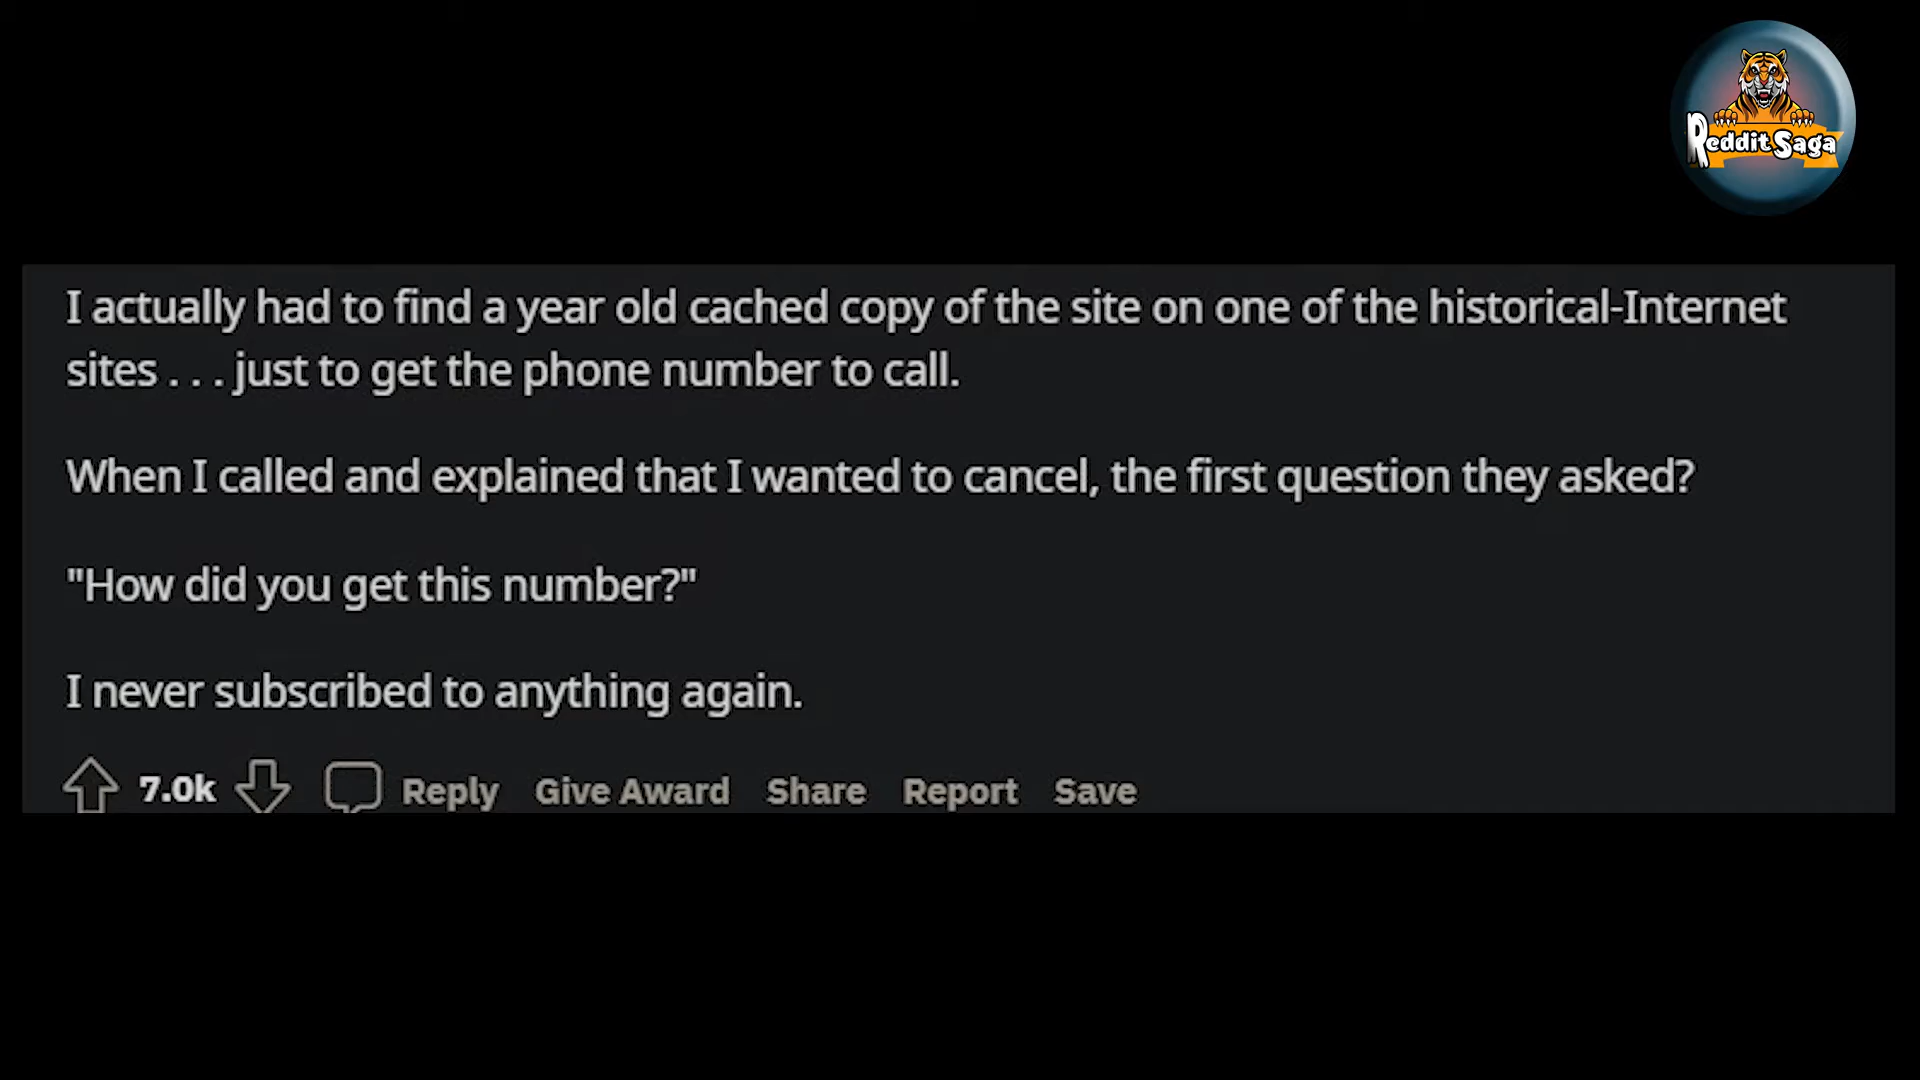 Reddit Saga
I actually had to find a year old cached copy of the site on one of the historical-Internet
sites . . . just to get the phone number to call.
When I called and explained that I wanted to cancel, the first question they asked?
"How did you get this number?"
I never subscribed to anything again.
7.0k Reply Give Award Share Report Save